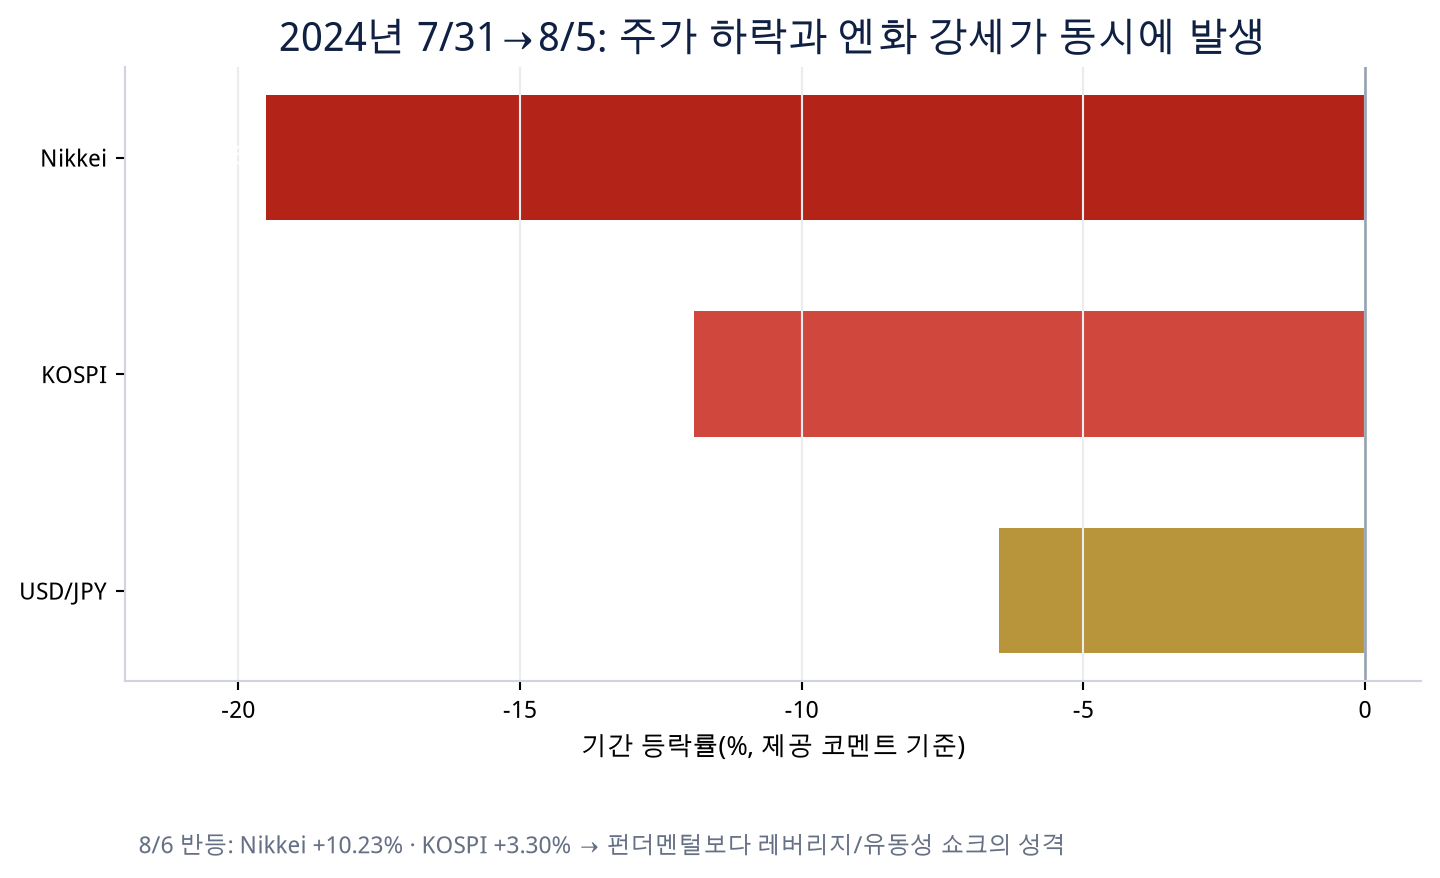 2024년 7/31→8/5: 주가 하락과 엔화 강세가 동시에 발생
Nikkei
KOSPI
USD/JPY
-20
-15
-10
-5
0
기간 등락률(%, 제공 코멘트 기준)
8/6 반등: Nikkei +10.23% · KOSPI +3.30% → 펀더멘털보다 레버리지/유동성 쇼크의 성격